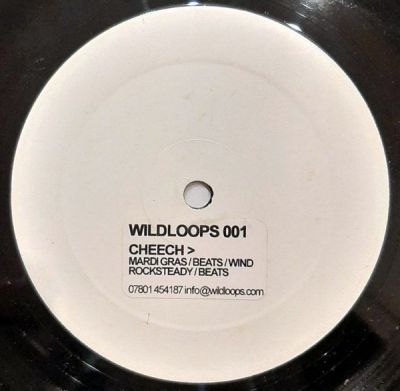 WILDLOOPS 001
CHEECH >
MARDI GRAS / BEATS / WIND
ROCKSTEADY / BEATS
07801 454187 info@wildloops.com